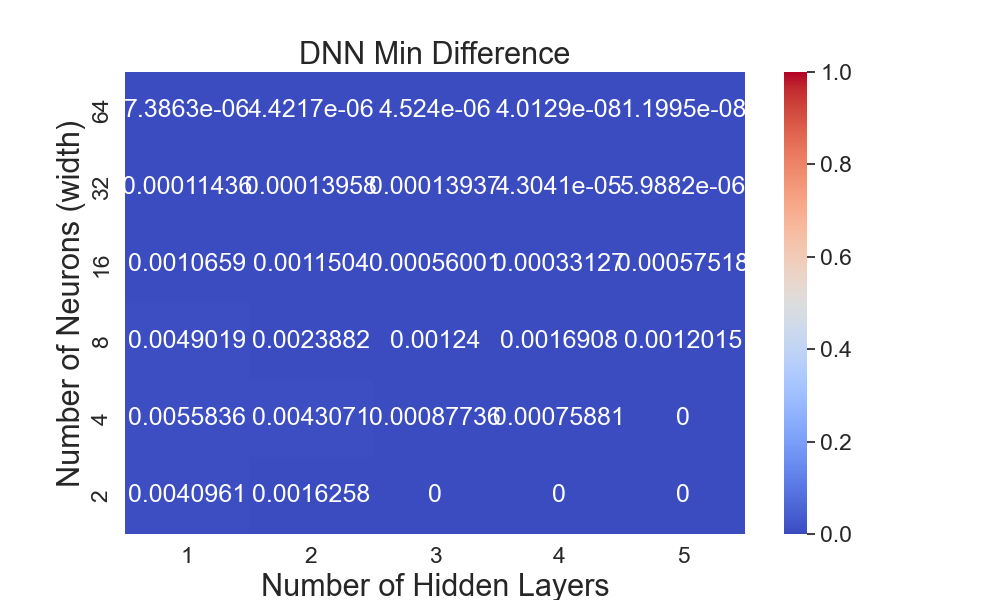 DNN Min Difference
64 7.3863e-06 4.4217e-06 4.524e-06 4.0129e-08 1.1995e-08
32 0.00011436 0.00013958 0.00013937 4.3041e-05 5.9882e-06
16 0.0010659 0.0011504 0.00056001 0.00033127 0.00057518
8 0.0049019 0.0023882 0.00124 0.0016908 0.0012015
4 0.0055836 0.0043071 0.00087736 0.00075881 0
2 0.0040961 0.0016258 0 0 0
1 2 3 4 5
Number of Hidden Layers
Number of Neurons (width)
1.0
0.8
0.6
0.4
0.2
0.0